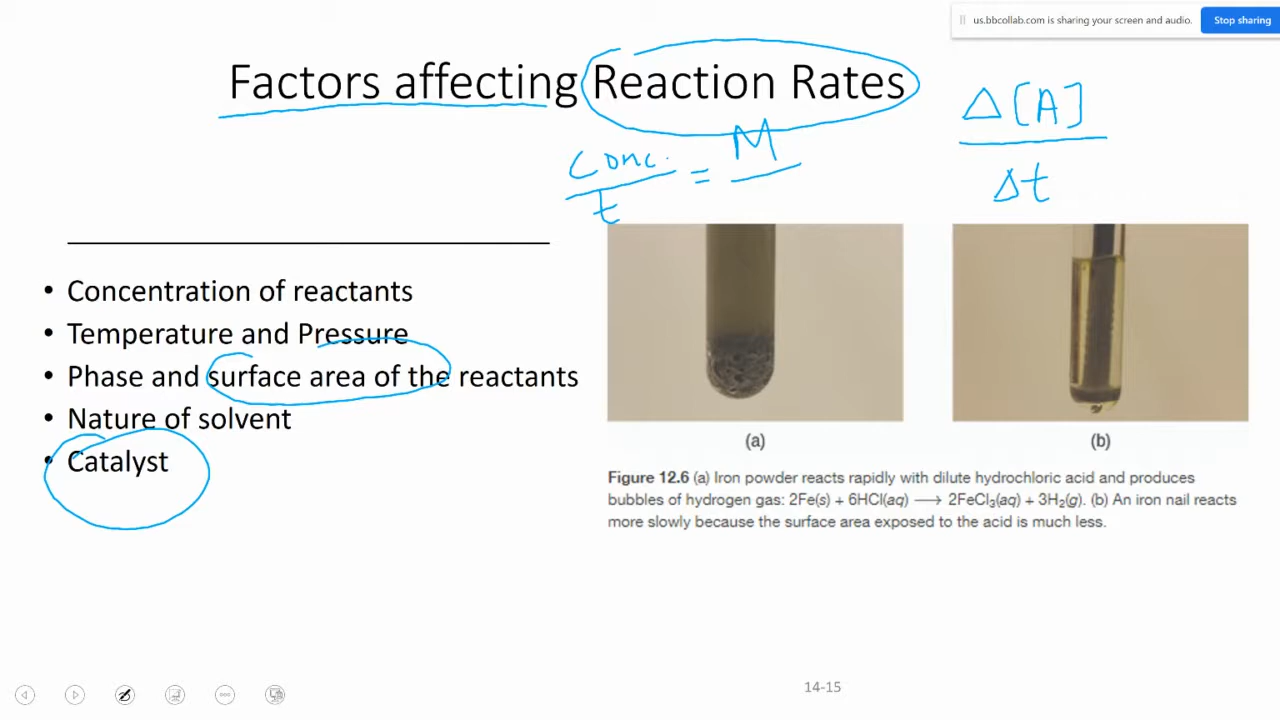 us.bbcollab.com is sharing your screen and audio.
Stop sharing
Factors affecting Reaction Rates
Δ[A]
Δt
Conc.
t
= M
• Concentration of reactants
• Temperature and Pressure
• Phase and surface area of the reactants
• Nature of solvent
• Catalyst
(a)
(b)
Figure 12.6 (a) Iron powder reacts rapidly with dilute hydrochloric acid and produces
bubbles of hydrogen gas: 2Fe(s) + 6HCl(aq) ⟶ 2FeCl₃(aq) + 3H₂(g). (b) An iron nail reacts
more slowly because the surface area exposed to the acid is much less.
14-15